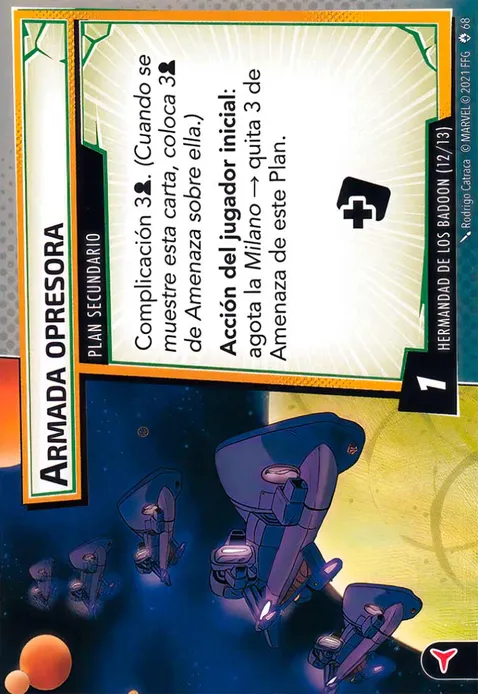 ARMADA OPRESORA
PLAN SECUNDARIO
Complicación 3. (Cuando se
muestre esta carta, coloca 3
de Amenaza sobre ella.)
Acción del jugador inicial:
agota la Milano → quita 3 de
Amenaza de este Plan.
1
HERMANDAD DE LOS BADOON (12/13)
Rodrigo Catraca © MARVEL © 2021 FFG 68